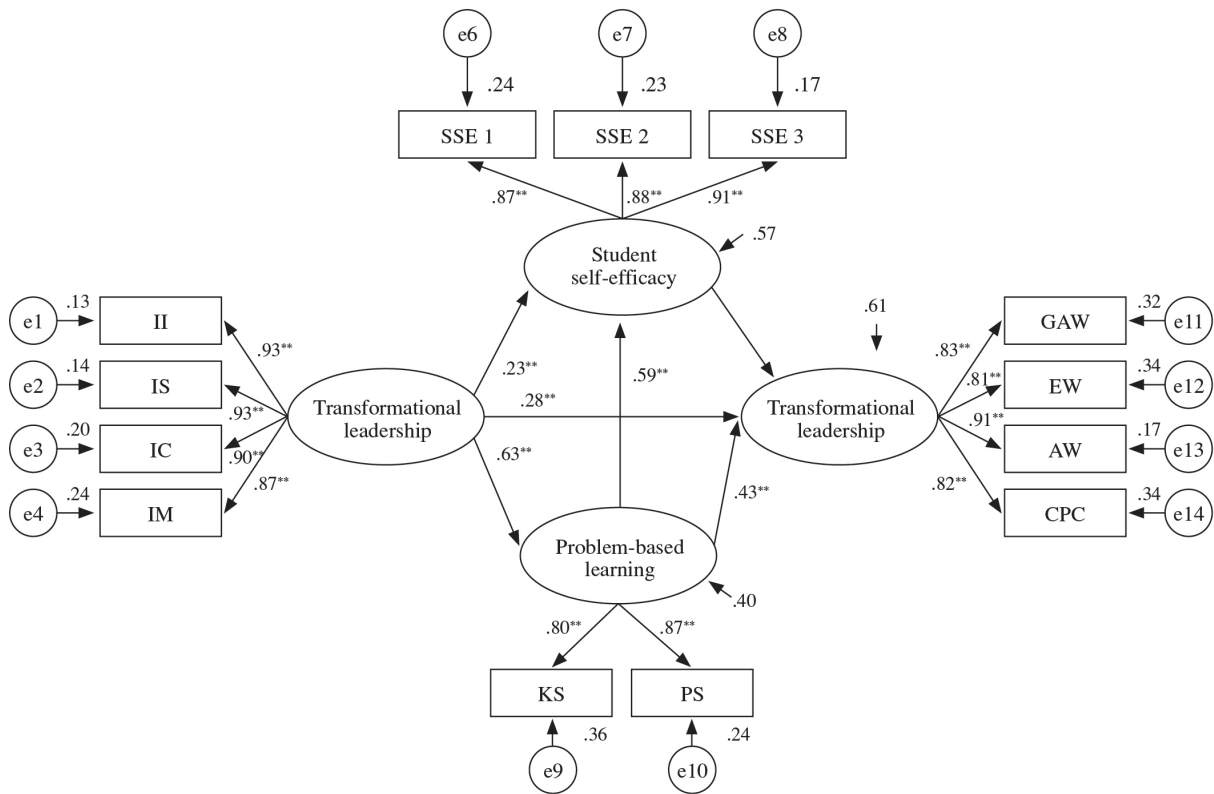 e6
e7
e8
.24
.23
.17
SSE 1
SSE 2
SSE 3
.87**
.88**
.91**
Student
self-efficacy
.57
e1
.13
II
e2
.14
IS
e3
.20
IC
e4
.24
IM
.93**
.93**
.90**
.87**
Transformational
leadership
.23**
.28**
.63**
.59**
.43**
.61
Transformational
leadership
.83**
.81**
.91**
.82**
GAW
.32
e11
EW
.34
e12
AW
.17
e13
CPC
.34
e14
Problem-based
learning
.40
.80**
.87**
KS
PS
.36
.24
e9
e10